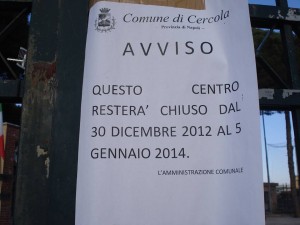 Comune di Cercola
Provincia di Napoli
AVVISO
QUESTO CENTRO
RESTERA' CHIUSO DAL
30 DICEMBRE 2012 AL 5
GENNAIO 2014.
L'AMMINISTRAZIONE COMUNALE